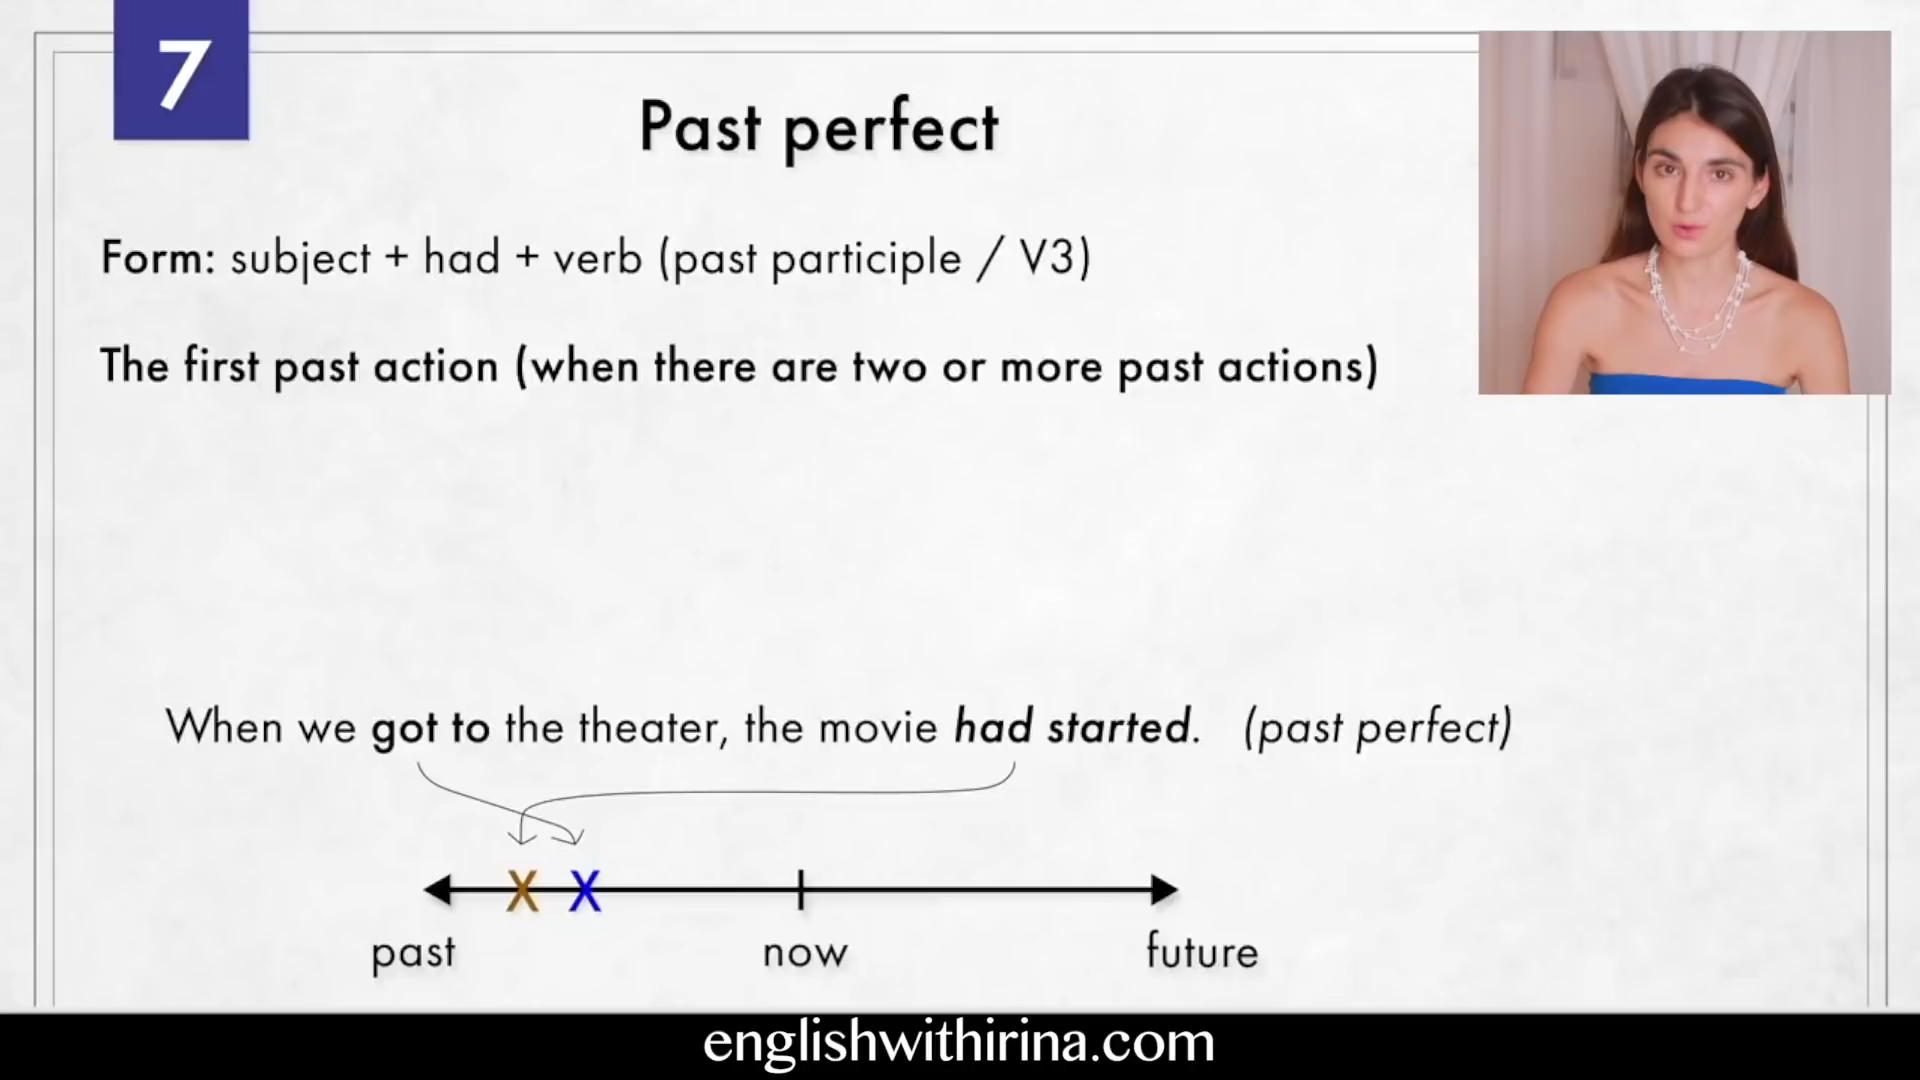 7
Past perfect
Form: subject + had + verb (past participle / V3)
The first past action (when there are two or more past actions)
When we got to the theater, the movie had started. (past perfect)
X X
past now future
englishwithirina.com